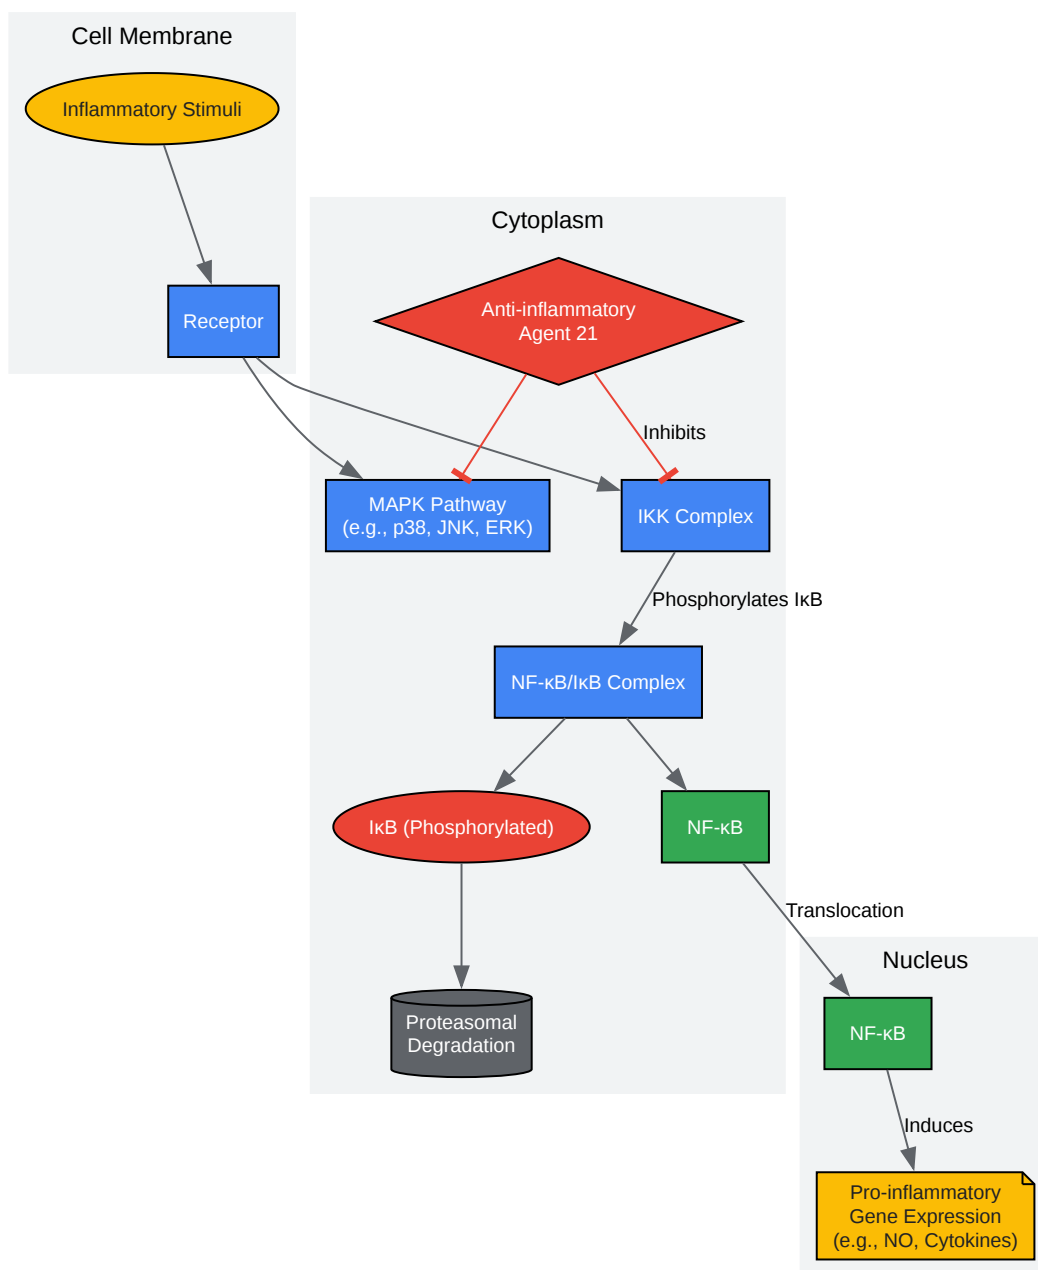 Cell Membrane
Inflammatory Stimuli
Receptor
Cytoplasm
Anti-inflammatory
Agent 21
Inhibits
MAPK Pathway
(e.g., p38, JNK, ERK)
IKK Complex
Phosphorylates IκB
NF-κB/IκB Complex
IκB (Phosphorylated)
NF-κB
Translocation
Proteasomal
Degradation
Nucleus
NF-κB
Induces
Pro-inflammatory
Gene Expression
(e.g., NO, Cytokines)